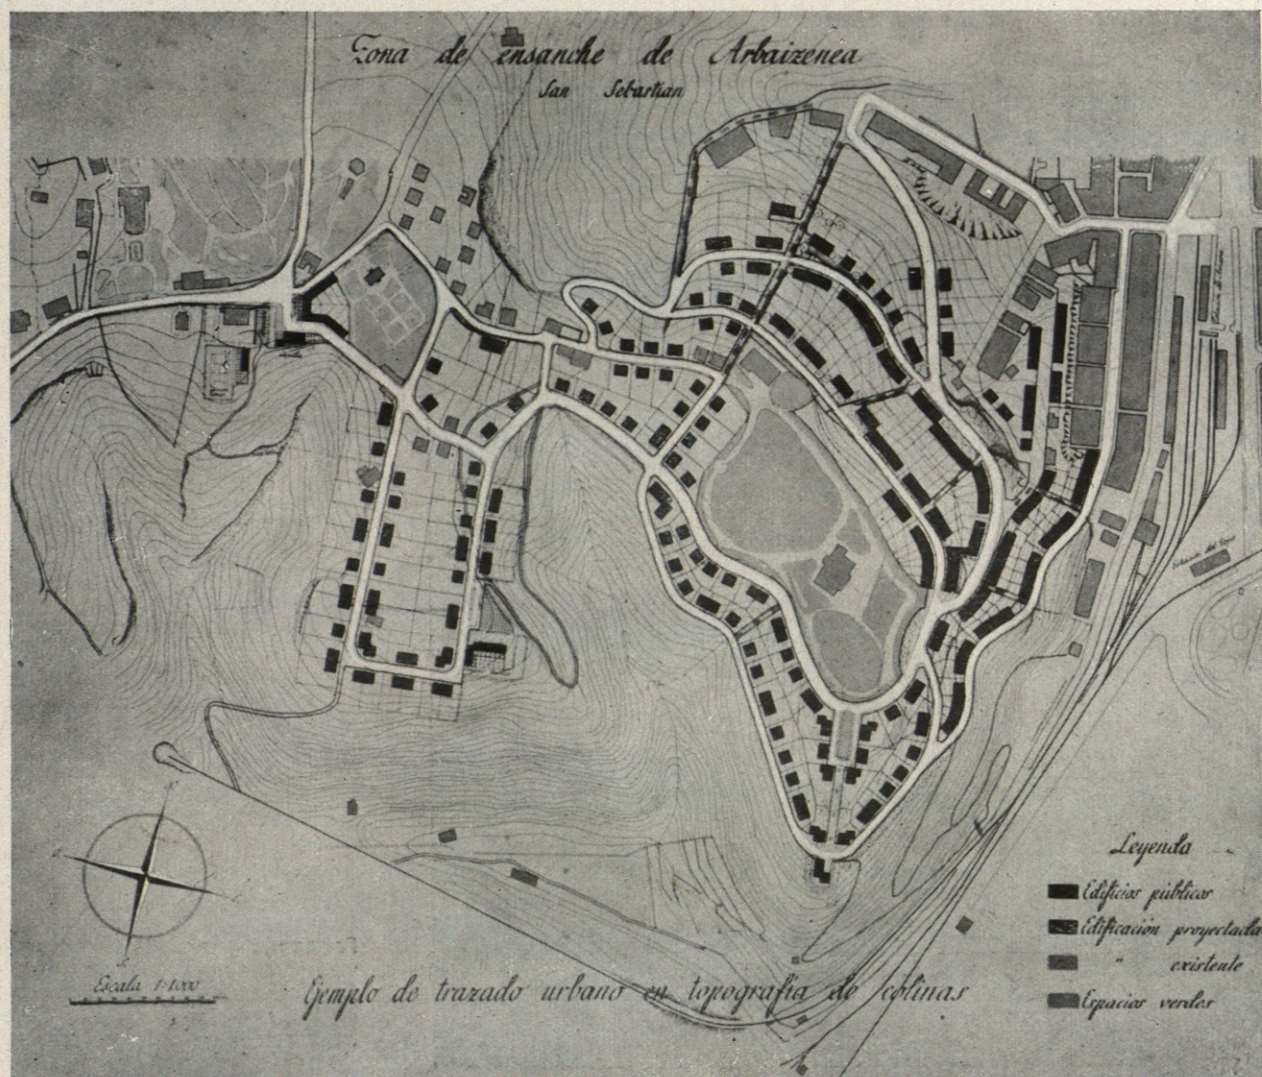 Zona de ensanche de Arbaizenea
San Sebastian
Leyenda
Edificios públicos
Edificación proyectada
" existente
Espacios verdes
Escala 1:1000
Ejemplo de trazado urbano en topografía de colinas